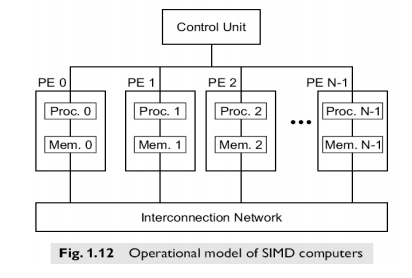 Control Unit
PE 0 PE 1 PE 2 PE N-1
Proc. 0 Proc. 1 Proc. 2 Proc. N-1
Mem. 0 Mem. 1 Mem. 2 Mem. N-1
Interconnection Network
Fig. 1.12 Operational model of SIMD computers